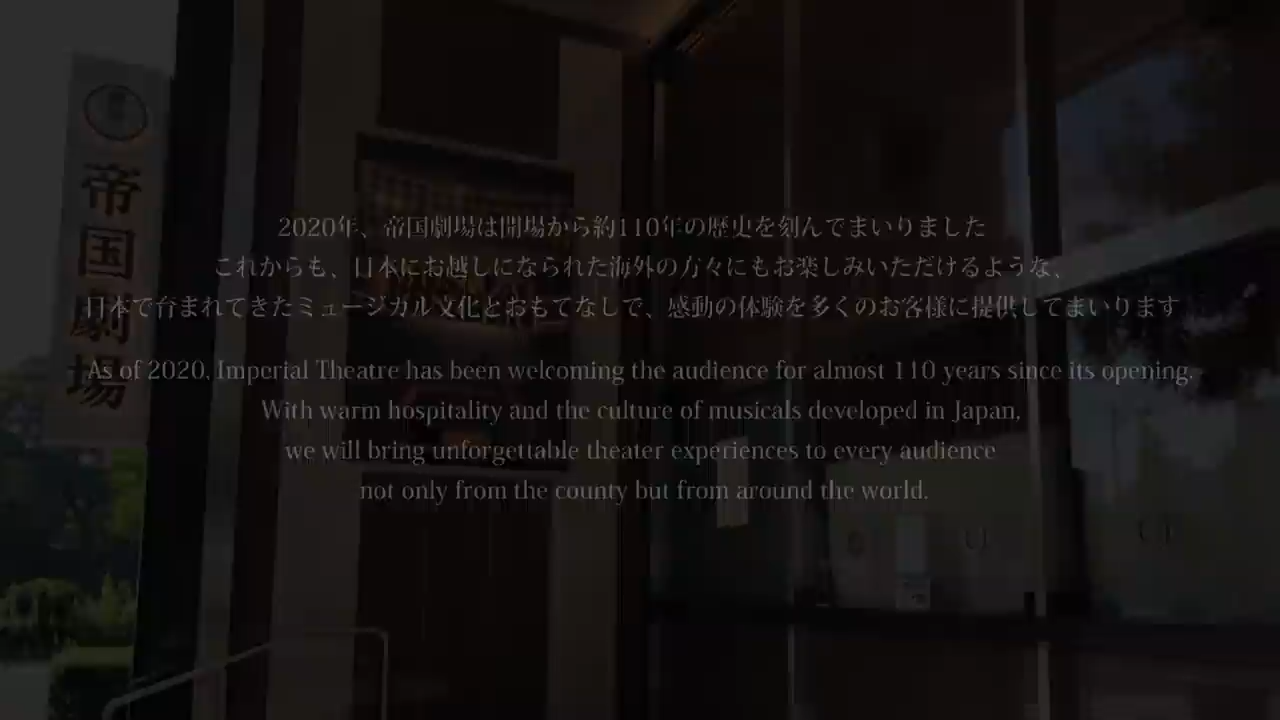 帝国劇場
2020年、帝国劇場は開場から約110年の歴史を刻んでまいりました
これからも、日本にお越しになられた海外の方々にもお楽しみいただけるような、
日本で育まれてきたミュージカル文化とおもてなしで、感動の体験を多くのお客様に提供してまいります
As of 2020, Imperial Theatre has been welcoming the audience for almost 110 years since its opening.
With warm hospitality and the culture of musicals developed in Japan,
we will bring unforgettable theater experiences to every audience
not only from the county but from around the world.